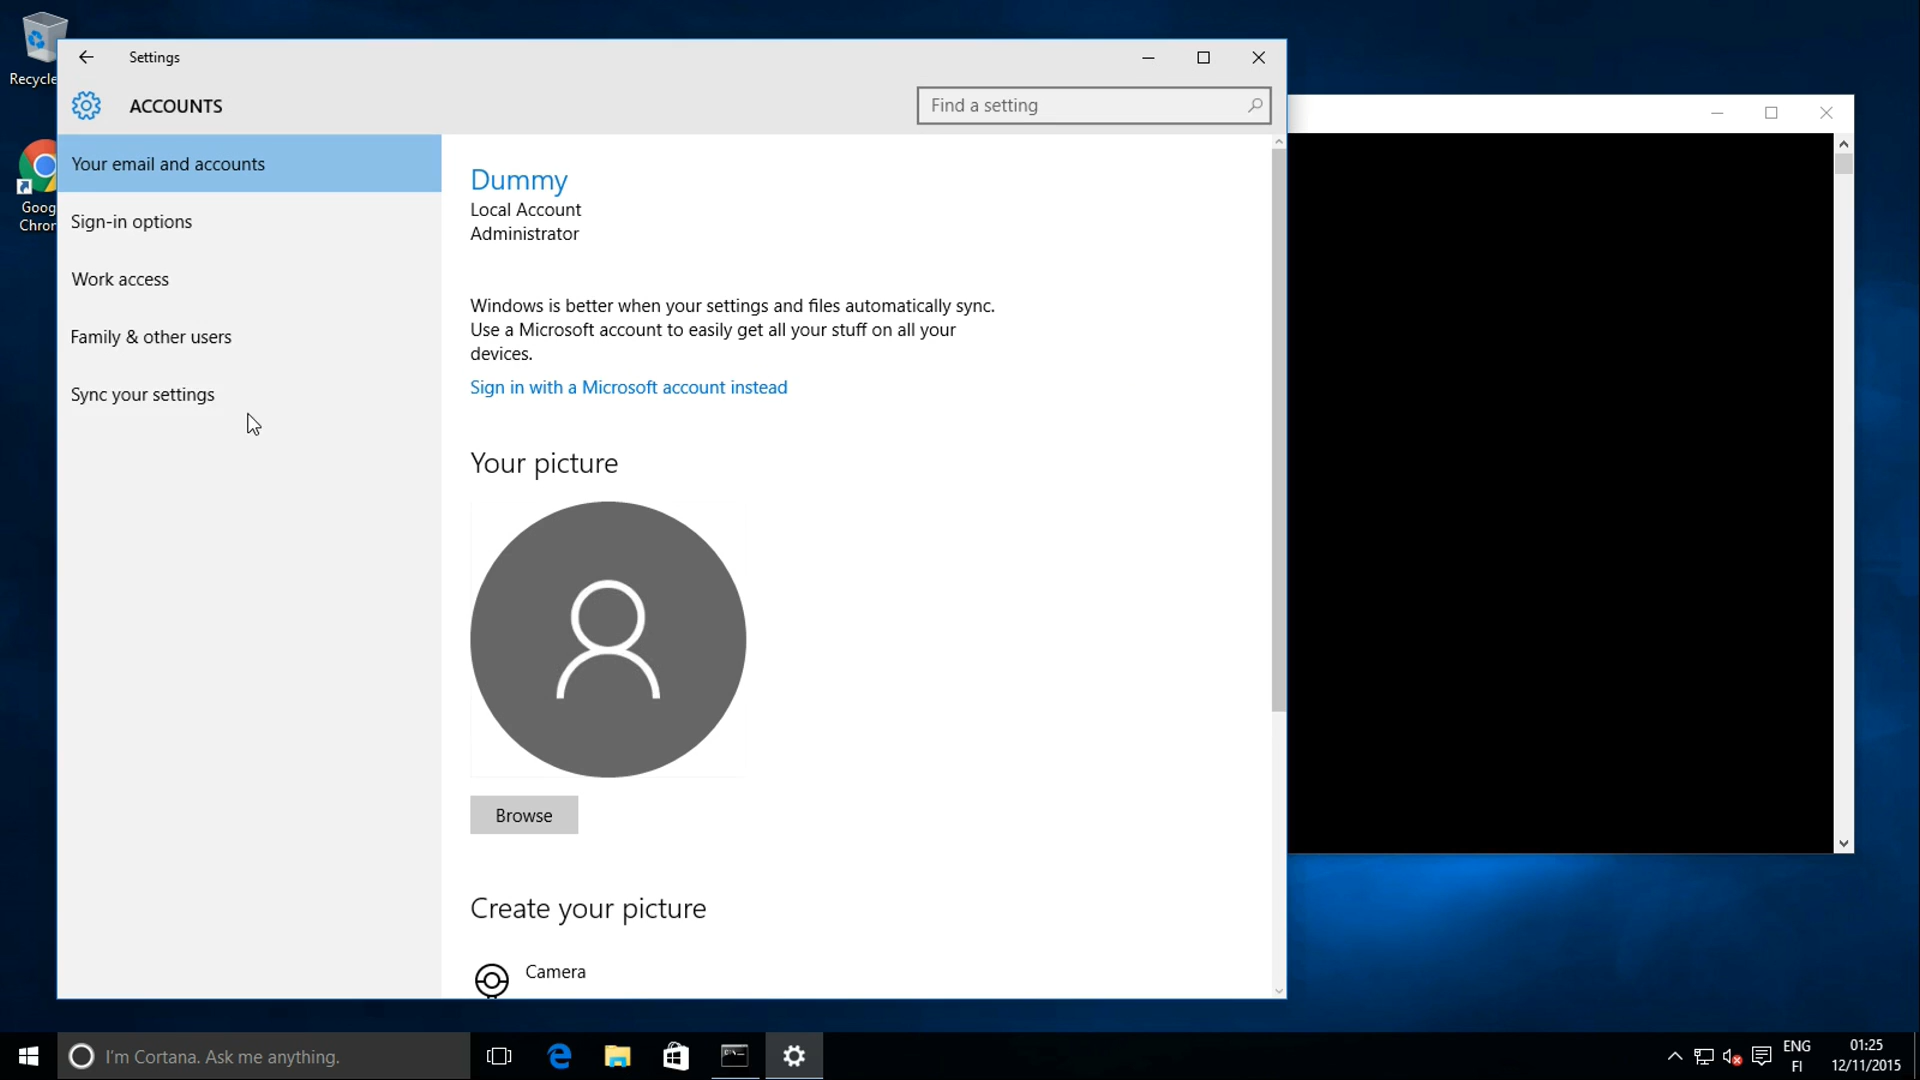 Recycle
Goog
Chron
Settings
ACCOUNTS
Find a setting
Your email and accounts
Sign-in options
Work access
Family & other users
Sync your settings
Dummy
Local Account
Administrator
Windows is better when your settings and files automatically sync.
Use a Microsoft account to easily get all your stuff on all your
devices.
Sign in with a Microsoft account instead
Your picture
Browse
Create your picture
Camera
I'm Cortana. Ask me anything.
ENG
FI
01:25
12/11/2015